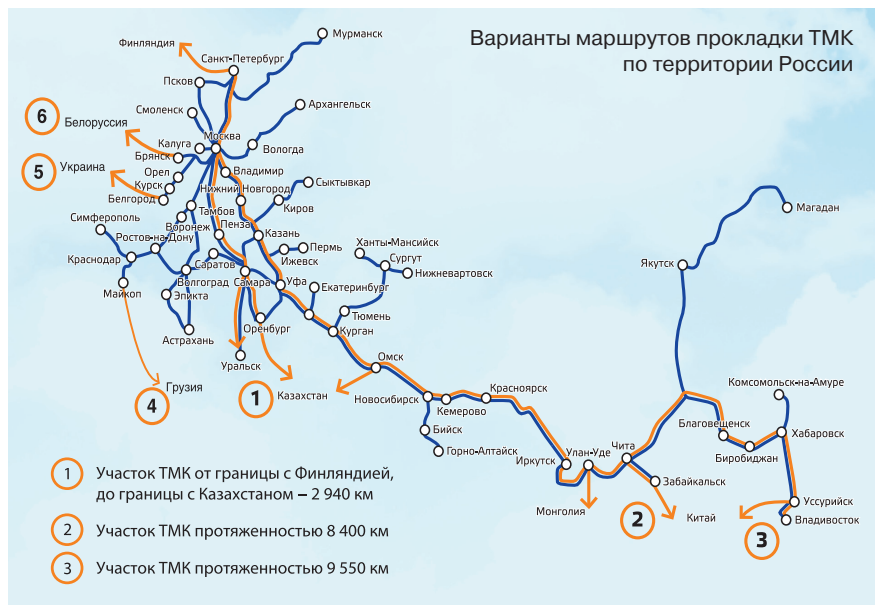 Варианты маршрутов прокладки ТМК
по территории России
Мурманск
Финляндия
Санкт-Петербург
Псков
Архангельск
Смоленск
6
Белоруссия
Москва
Калуга
Вологда
Брянск
5
Украина
Орел
Владимир
Курск
Сыктывкар
Нижний Новгород
Белгород
Киров
Тамбов
Симферополь
Магадан
Воронеж
Пенза
Казань
Ростов-на-Дону
Пермь
Ханты-Мансийск
Краснодар
Ижевск
Сургут
Саратов
Якутск
Нижневартовск
Волгоград
Самара
Уфа
Екатеринбург
Майкоп
Элиkта
Тюмень
Оренбург
Курган
Астрахань
Омск
Уральск
Красноярск
Комсомольск-на-Амуре
Грузия
1
Казахстан
Новосибирск
4
Кемерово
Благовещенск
Хабаровск
Бийск
Чита
Горно-Алтайск
Улан-Уде
Биробиджан
Иркутск
Забайкальск
Уссурийск
Монголия
2
Китай
Владивосток
3
1 Участок ТМК от границы с Финляндией,
до границы с Казахстаном – 2 940 км
2 Участок ТМК протяженностью 8 400 км
3 Участок ТМК протяженностью 9 550 км